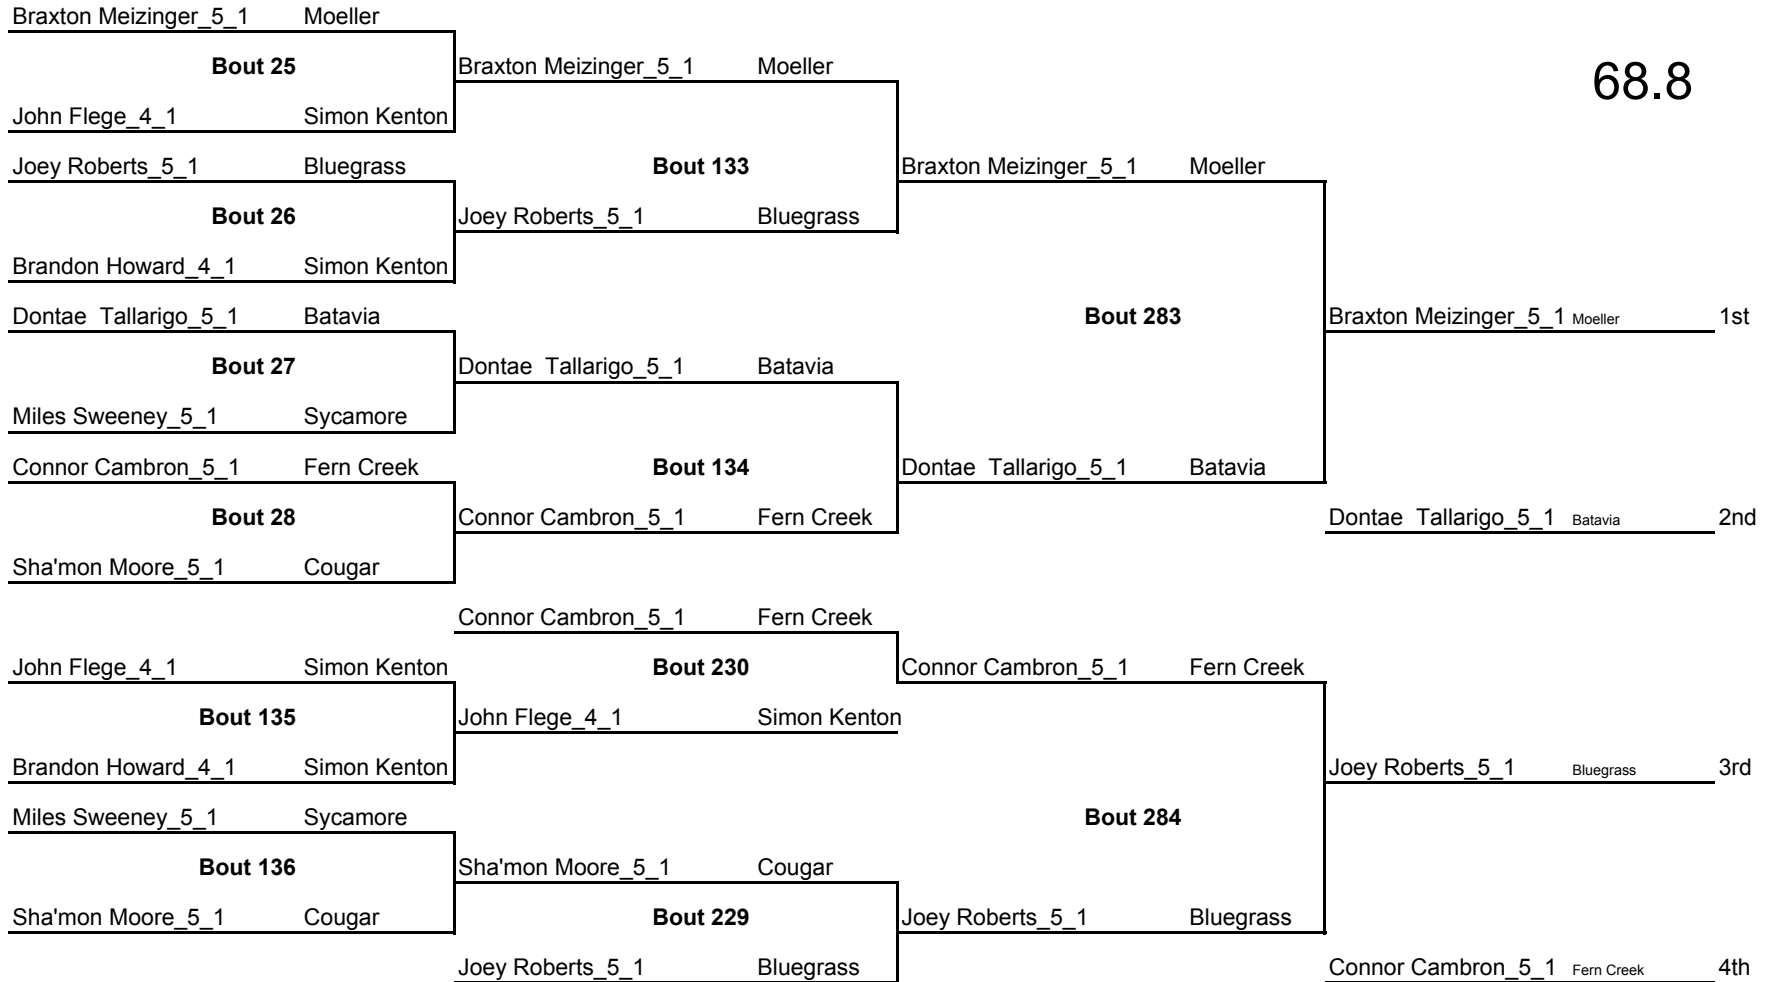 Braxton Meizinger_5_1 Moeller
Bout 25 Braxton Meizinger_5_1 Moeller
68.8
John Flege_4_1 Simon Kenton
Joey Roberts_5_1 Bluegrass Bout 133 Braxton Meizinger_5_1 Moeller
Bout 26 Joey Roberts_5_1 Bluegrass
Brandon Howard_4_1 Simon Kenton
Dontae Tallarigo_5_1 Batavia Bout 283 Braxton Meizinger_5_1 Moeller 1st
Bout 27 Dontae Tallarigo_5_1 Batavia
Miles Sweeney_5_1 Sycamore
Connor Cambron_5_1 Fern Creek Bout 134 Dontae Tallarigo_5_1 Batavia
Bout 28 Connor Cambron_5_1 Fern Creek Dontae Tallarigo_5_1 Batavia 2nd
Sha'mon Moore_5_1 Cougar
Connor Cambron_5_1 Fern Creek
John Flege_4_1 Simon Kenton Bout 230 Connor Cambron_5_1 Fern Creek
Bout 135 John Flege_4_1 Simon Kenton
Brandon Howard_4_1 Simon Kenton Joey Roberts_5_1 Bluegrass 3rd
Miles Sweeney_5_1 Sycamore Bout 284
Bout 136 Sha'mon Moore_5_1 Cougar
Sha'mon Moore_5_1 Cougar Bout 229 Joey Roberts_5_1 Bluegrass
Joey Roberts_5_1 Bluegrass Connor Cambron_5_1 Fern Creek 4th